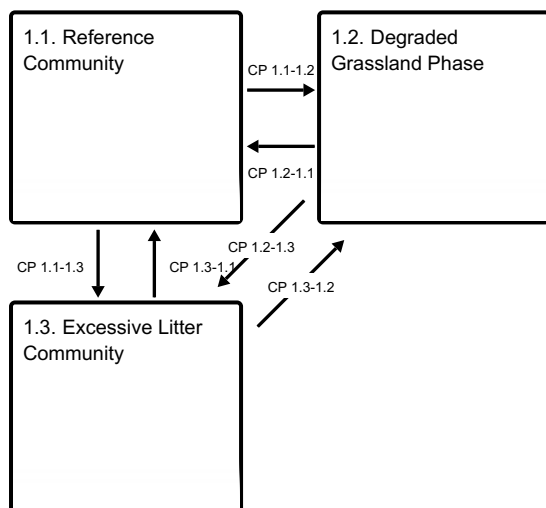 1.1. Reference
Community
1.2. Degraded
Grassland Phase
CP 1.1-1.2
CP 1.2-1.1
CP 1.2-1.3
CP 1.1-1.3
CP 1.3-1.1
CP 1.3-1.2
1.3. Excessive Litter
Community